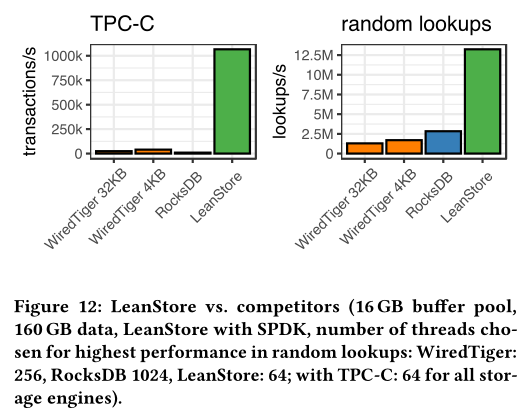 TPC-C
transactions/s
1000k
750k
500k
250k
0
WiredTiger 32KB
WiredTiger 4KB
RocksDB
LeanStore
random lookups
lookups/s
12.5M
10M
7.5M
5M
2.5M
0
WiredTiger 32KB
WiredTiger 4KB
RocksDB
LeanStore
Figure 12: LeanStore vs. competitors (16 GB buffer pool,
160 GB data, LeanStore with SPDK, number of threads cho-
sen for highest performance in random lookups: WiredTiger:
256, RocksDB 1024, LeanStore: 64; with TPC-C: 64 for all stor-
age engines).